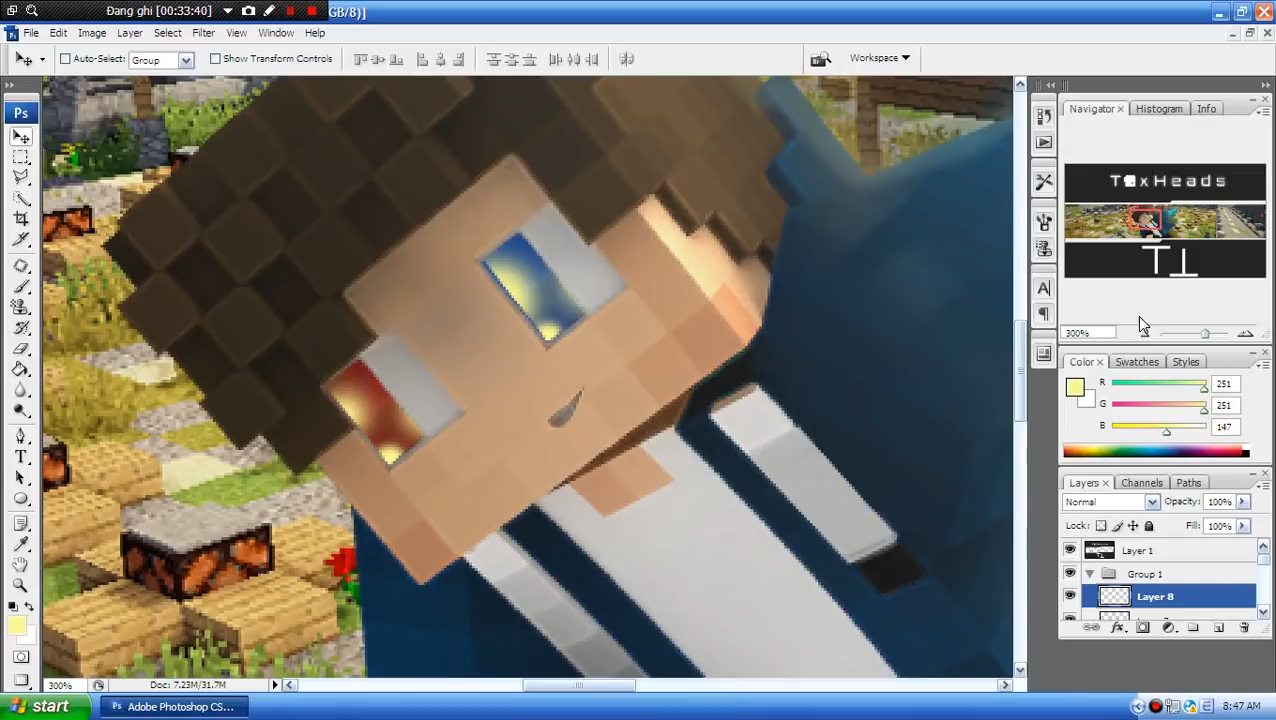 Đang ghi [00:33:40]
GB/8)]
File Edit Image Layer Select Filter View Window Help
Auto-Select: Group Show Transform Controls Workspace
Ps
Navigator Histogram Info
T xHeads
300%
Color Swatches Styles
R 251
G 251
B 147
Layers Channels Paths
Normal Opacity: 100%
Lock: Fill: 100%
Layer 1
Group 1
Layer 8
300% Doc: 7.23M/31.7M
start Adobe Photoshop CS... 8:47 AM